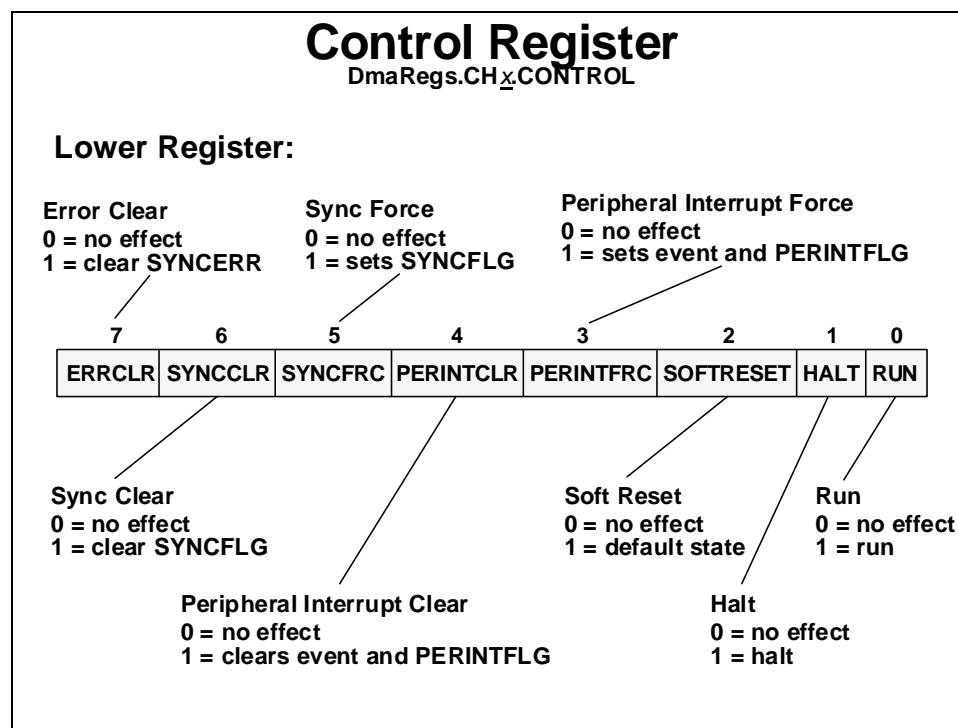 Control Register
DmaRegs.CHx.CONTROL
Lower Register:
Error Clear
0 = no effect
1 = clear SYNCERR
Sync Force
0 = no effect
1 = sets SYNCFLG
Peripheral Interrupt Force
0 = no effect
1 = sets event and PERINTFLG
7 6 5 4 3 2 1 0
ERRCLR SYNCCLR SYNCFRC PERINTCLR PERINTFRC SOFTRESET HALT RUN
Sync Clear
0 = no effect
1 = clear SYNCFLG
Soft Reset
0 = no effect
1 = default state
Run
0 = no effect
1 = run
Peripheral Interrupt Clear
0 = no effect
1 = clears event and PERINTFLG
Halt
0 = no effect
1 = halt